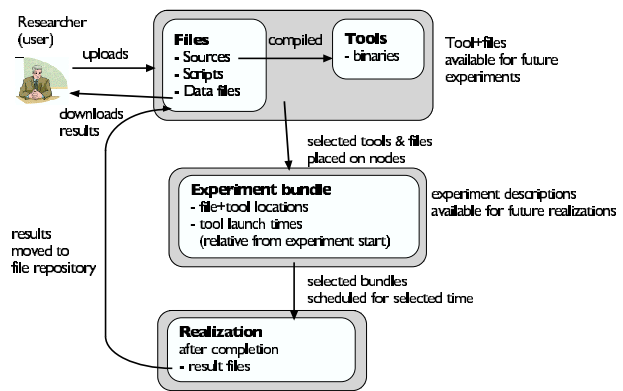 Researcher
(user)
uploads
downloads
results
Files
- Sources
- Scripts
- Data files
compiled
Tools
- binaries
Tool+files
available for future
experiments
selected tools & files
placed on nodes
Experiment bundle
- file+tool locations
- tool launch times
(relative from experiment start)
experiment descriptions
available for future realizations
results
moved to
file repository
selected bundles
scheduled for selected time
Realization
after completion
- result files